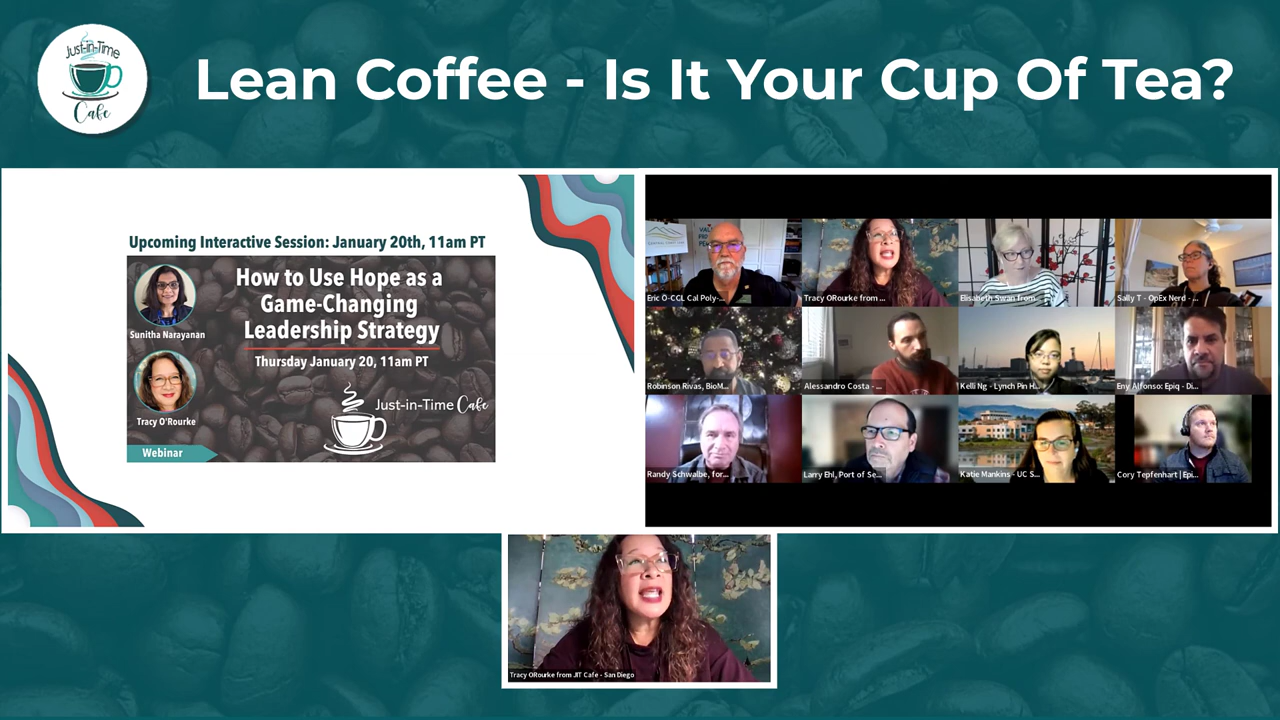 Just-in-Time
Cafe
Lean Coffee - Is It Your Cup Of Tea?
Upcoming Interactive Session: January 20th, 11am PT
How to Use Hope as a
Game-Changing
Leadership Strategy
Thursday January 20, 11am PT
Sunitha Narayanan
Tracy O'Rourke
Just-in-Time Cafe
Webinar
Eric O-CGL Cal Poly-...
Tracy ORourke from ...
Elisabeth Swan from...
Sally T - OpEx Nerd - ...
Robinson Rivas, BioM...
Alessandro Costa - ...
Kelli Ng - Lynch Pin H...
Eny Alfonso: Epiq - Di...
Randy Schwalbe, for...
Larry Ehl, Port of Se...
Katie Mankins - UC S...
Cory Tepfenhart | Epi...
Tracy ORourke from JIT Cafe - San Diego